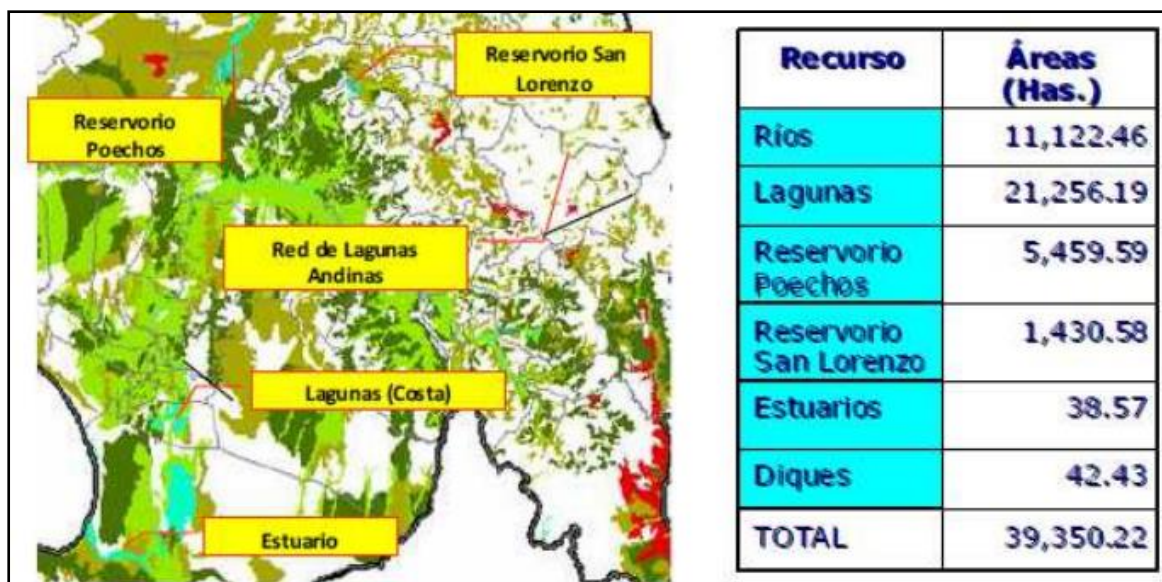 Reservorio San
Lorenzo
Reservorio
Poechos
Red de Lagunas
Andinas
Lagunas (Costa)
Estuario
Recurso Áreas
(Has.)
Ríos 11,122.46
Lagunas 21,256.19
Reservorio 5,459.59
Poechos
Reservorio 1,430.58
San Lorenzo
Estuarios 38.57
Diques 42.43
TOTAL 39,350.22